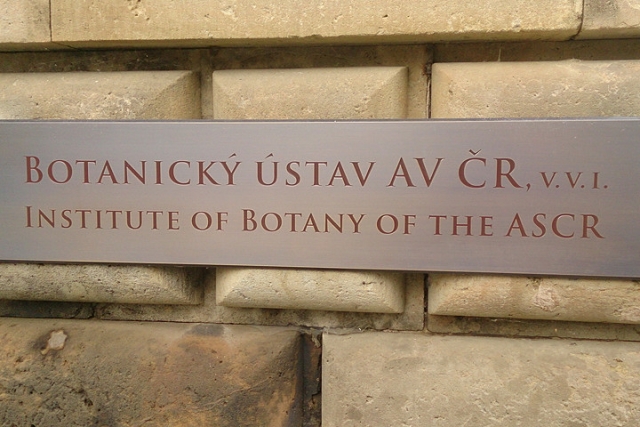 Botanický ústav AV ČR, v.v.i.
Institute of Botany of the ASCR